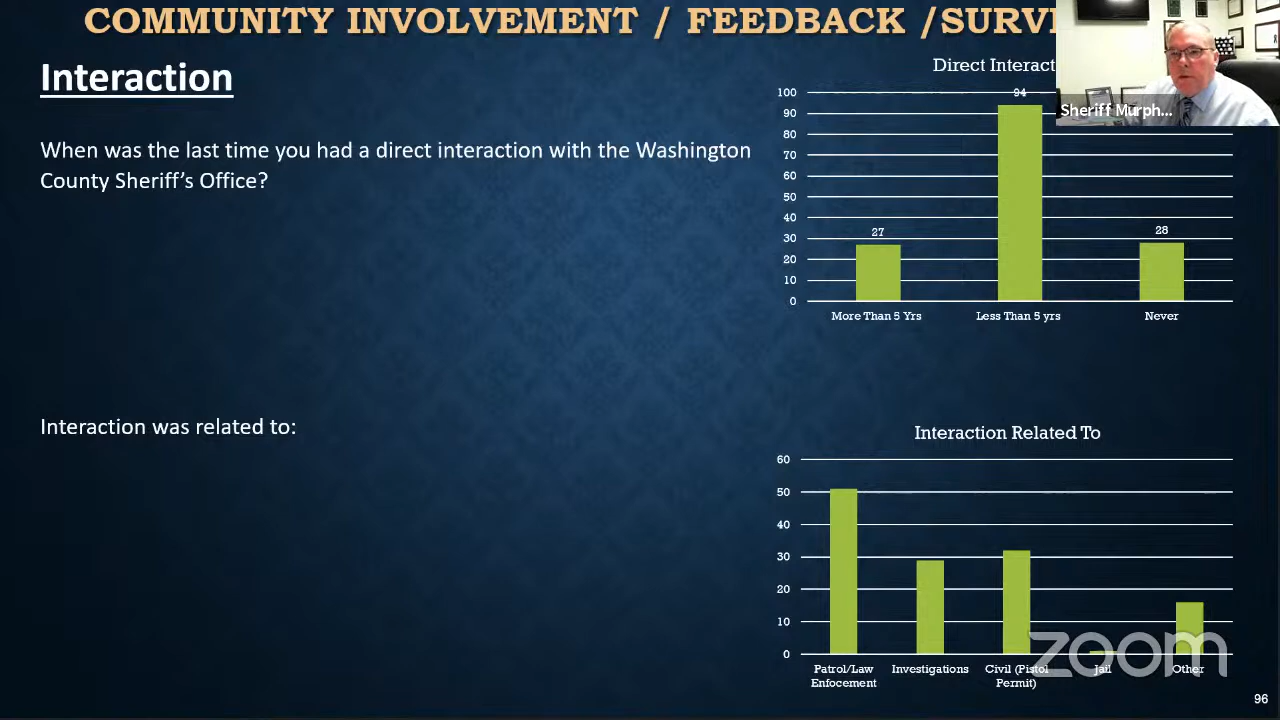 COMMUNITY INVOLVEMENT / FEEDBACK /SURV
Interaction
When was the last time you had a direct interaction with the Washington
County Sheriff's Office?
Direct Interact
100
90
80
70
60
50
40
30
20
10
0
27
94
28
More Than 5 Yrs
Less Than 5 yrs
Never
Sheriff Murph...
Interaction was related to:
Interaction Related To
60
50
40
30
20
10
0
Patrol/Law
Enfocement
Investigations
Civil (Pistol
Permit)
Jail
Other
zoom
96